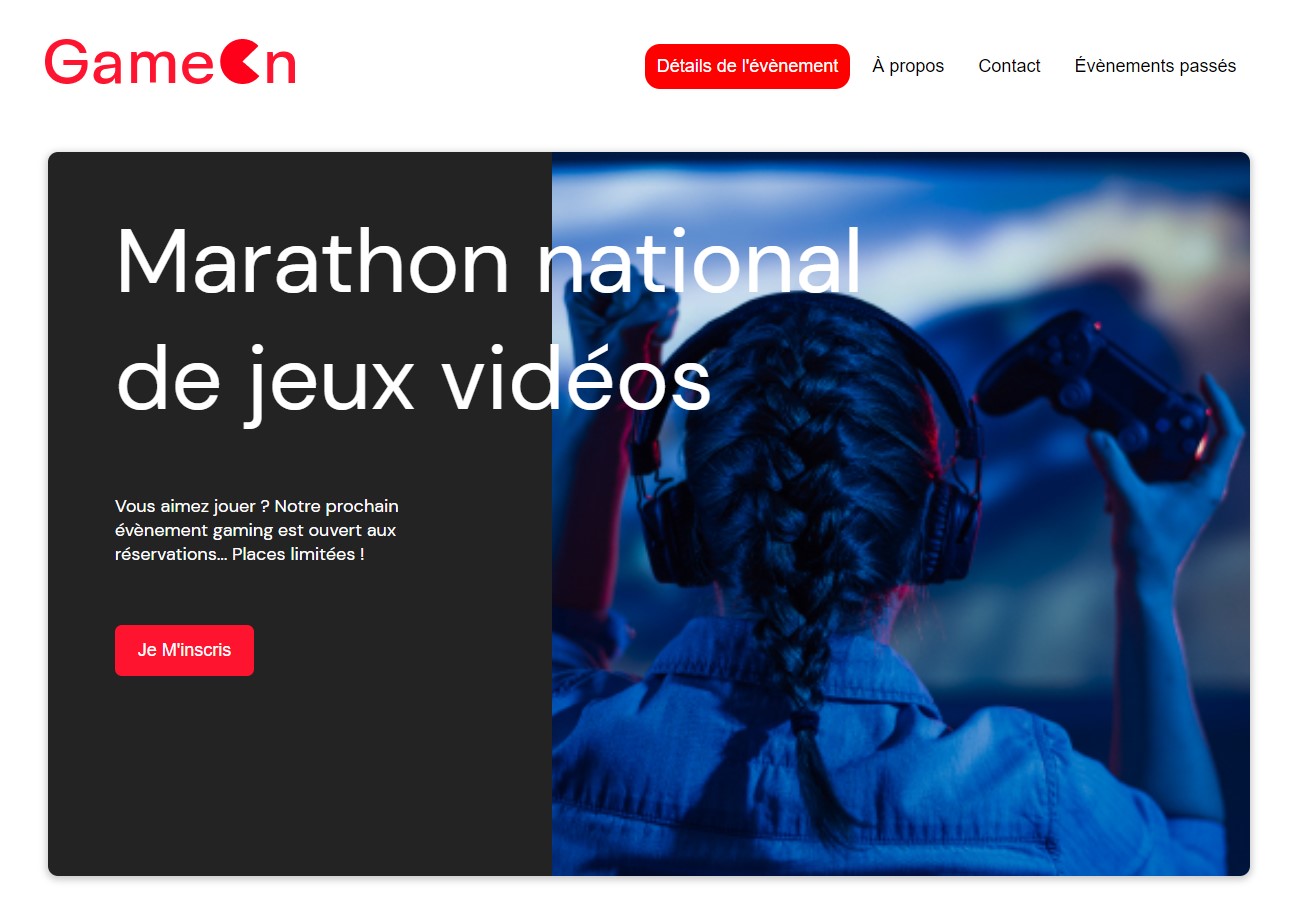 GameOn
Détails de l'évènement À propos Contact Évènements passés
Marathon national
de jeux vidéos
Vous aimez jouer ? Notre prochain
évènement gaming est ouvert aux
réservations... Places limitées !
Je M'inscris